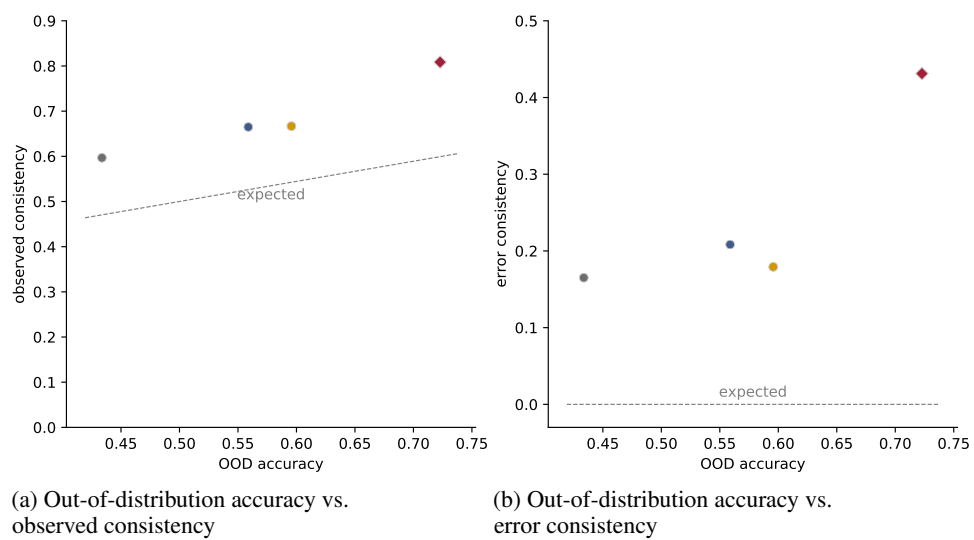 0.9
0.8
0.7
0.6
0.5
0.4
0.3
0.2
0.1
0.0
observed consistency
expected
0.45 0.50 0.55 0.60 0.65 0.70 0.75
OOD accuracy
(a) Out-of-distribution accuracy vs.
observed consistency
0.5
0.4
0.3
0.2
0.1
0.0
error consistency
expected
0.45 0.50 0.55 0.60 0.65 0.70 0.75
OOD accuracy
(b) Out-of-distribution accuracy vs.
error consistency